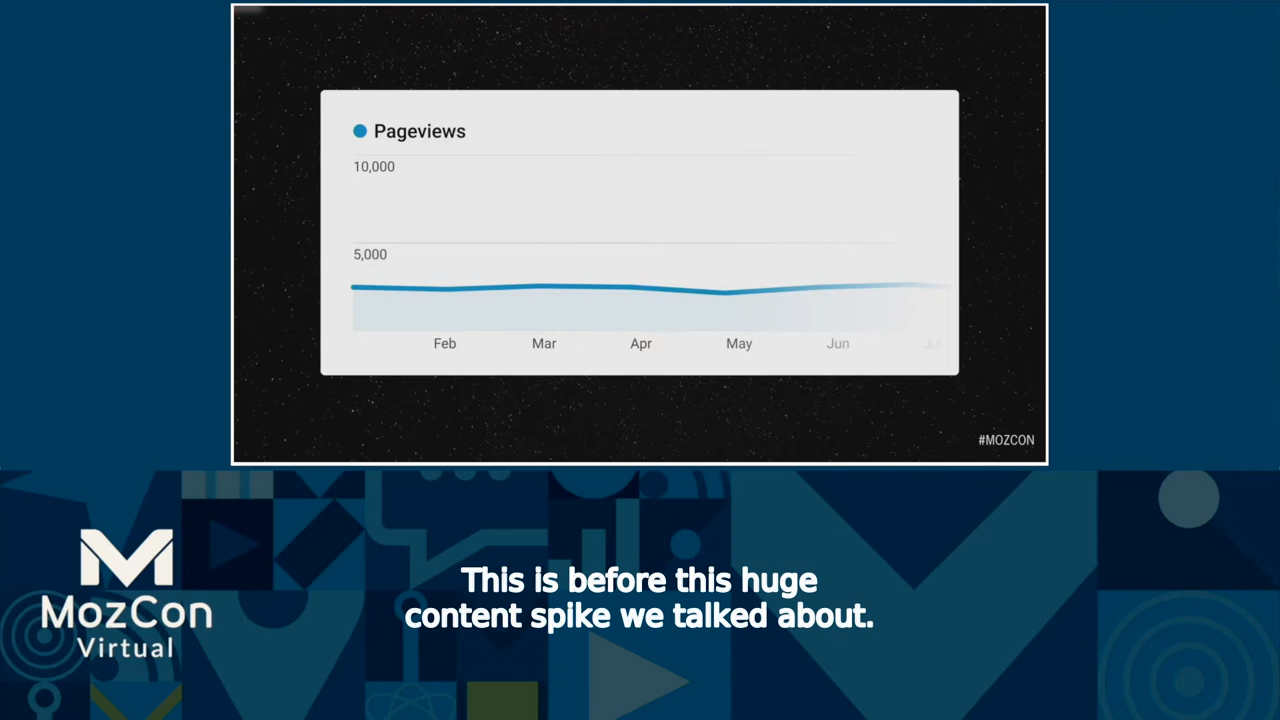 Pageviews
10,000
5,000
Feb Mar Apr May Jun Jul
#MOZCON
MozCon
Virtual
This is before this huge
content spike we talked about.